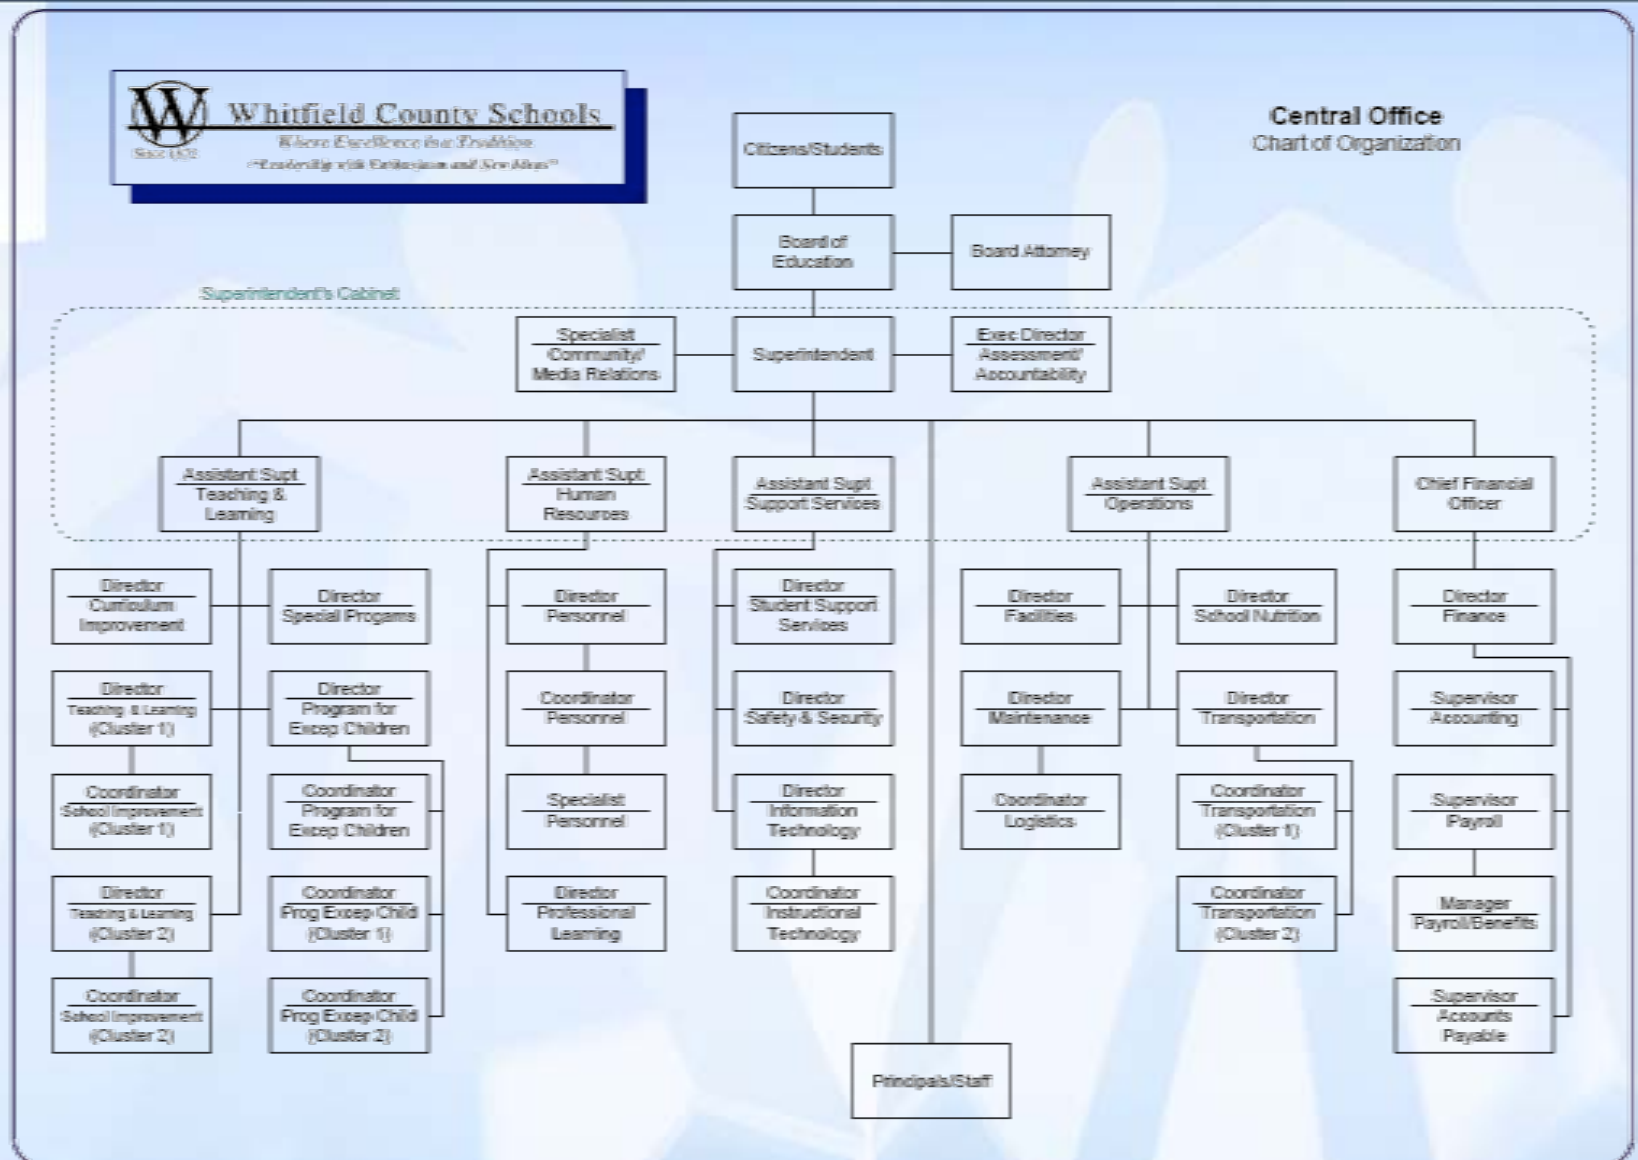 W
Whitfield County Schools
Where Excellence is a Tradition
"Leadership with Enthusiasm and New Ideas"
Central Office
Chart of Organization
Citizens/Students
Board of
Education
Board Attorney
Superintendent's Cabinet
Specialist
Community/
Media Relations
Superintendent
Exec Director
Assessment/
Accountability
Assistant Supt
Teaching &
Learning
Assistant Supt
Human
Resources
Assistant Supt
Support Services
Assistant Supt
Operations
Chief Financial
Officer
Director
Curriculum
Improvement
Director
Special Progams
Director
Personnel
Director
Student Support
Services
Director
Facilities
Director
School Nutrition
Director
Finance
Director
Teaching & Learning
(Cluster 1)
Director
Program for
Excep Children
Coordinator
Personnel
Director
Safety & Security
Director
Maintenance
Director
Transportation
Supervisor
Accounting
Coordinator
School Improvement
(Cluster 1)
Coordinator
Program for
Excep Children
Specialist
Personnel
Director
Information
Technology
Coordinator
Logistics
Coordinator
Transportation
(Cluster 1)
Supervisor
Payroll
Director
Teaching & Learning
(Cluster 2)
Coordinator
Prog Excep Child
(Cluster 1)
Director
Professional
Learning
Coordinator
Instructional
Technology
Coordinator
Transportation
(Cluster 2)
Manager
Payroll/Benefits
Coordinator
School Improvement
(Cluster 2)
Coordinator
Prog Excep Child
(Cluster 2)
Supervisor
Accounts
Payable
Principals/Staff